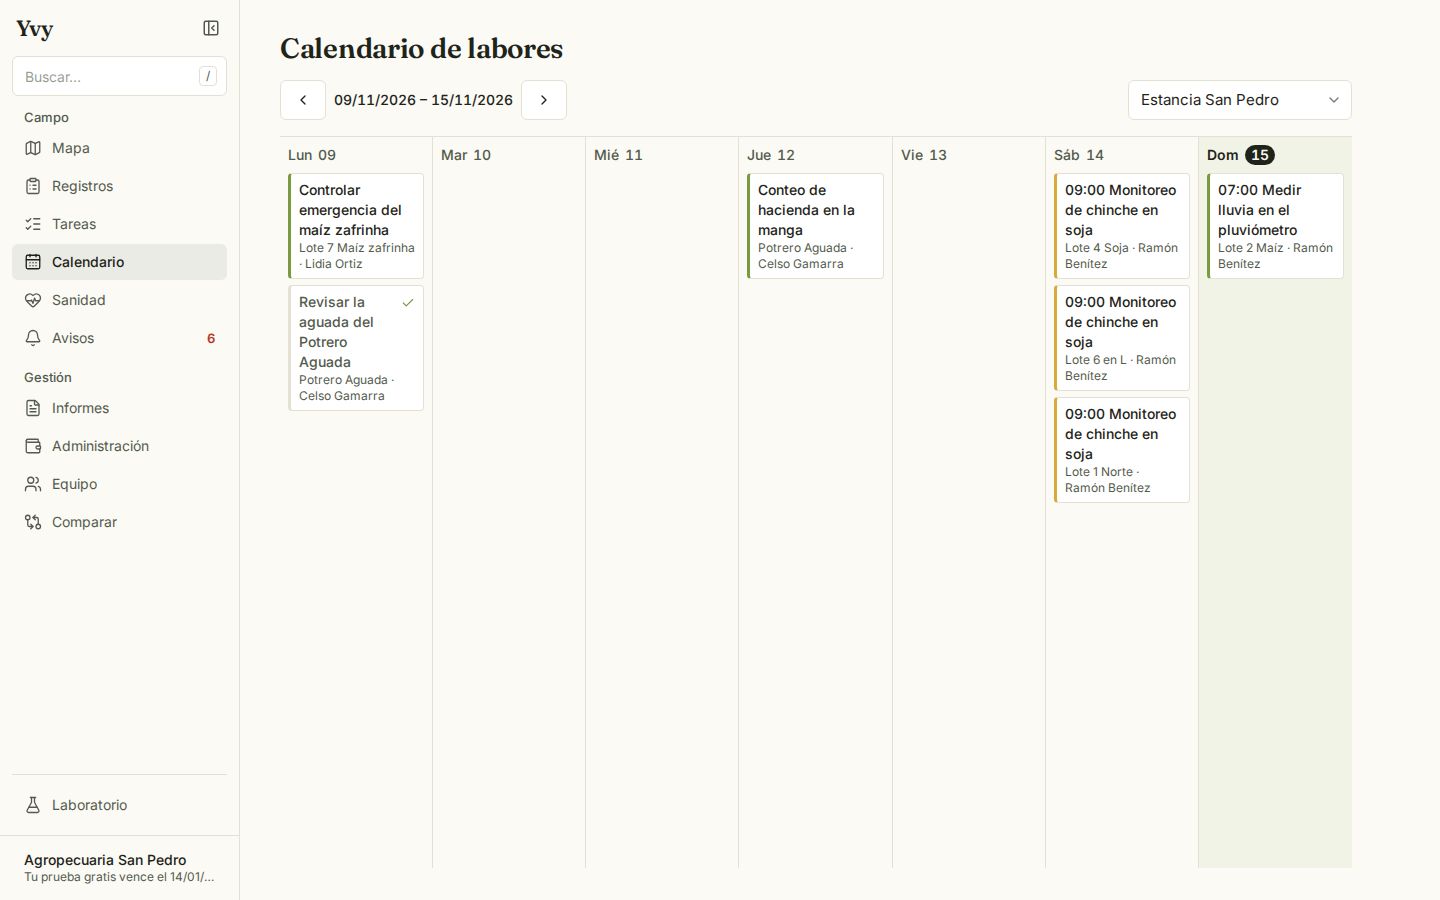 Yvy
Buscar...
/
Campo
Mapa
Registros
Tareas
Calendario
Sanidad
Avisos 6
Gestión
Informes
Administración
Equipo
Comparar
Laboratorio
Agropecuaria San Pedro
Tu prueba gratis vence el 14/01/...
Calendario de labores
09/11/2026 – 15/11/2026
Estancia San Pedro
Lun 09
Controlar
emergencia del
maíz zafrinha
Lote 7 Maíz zafrinha
· Lidia Ortiz
Revisar la
aguada del
Potrero
Aguada
Potrero Aguada ·
Celso Gamarra
Mar 10
Mié 11
Jue 12
Conteo de
hacienda en la
manga
Potrero Aguada ·
Celso Gamarra
Vie 13
Sáb 14
09:00 Monitoreo
de chinche en
soja
Lote 4 Soja · Ramón
Benítez
09:00 Monitoreo
de chinche en
soja
Lote 6 en L · Ramón
Benítez
09:00 Monitoreo
de chinche en
soja
Lote 1 Norte ·
Ramón Benítez
Dom 15
07:00 Medir
lluvia en el
pluviómetro
Lote 2 Maíz · Ramón
Benítez